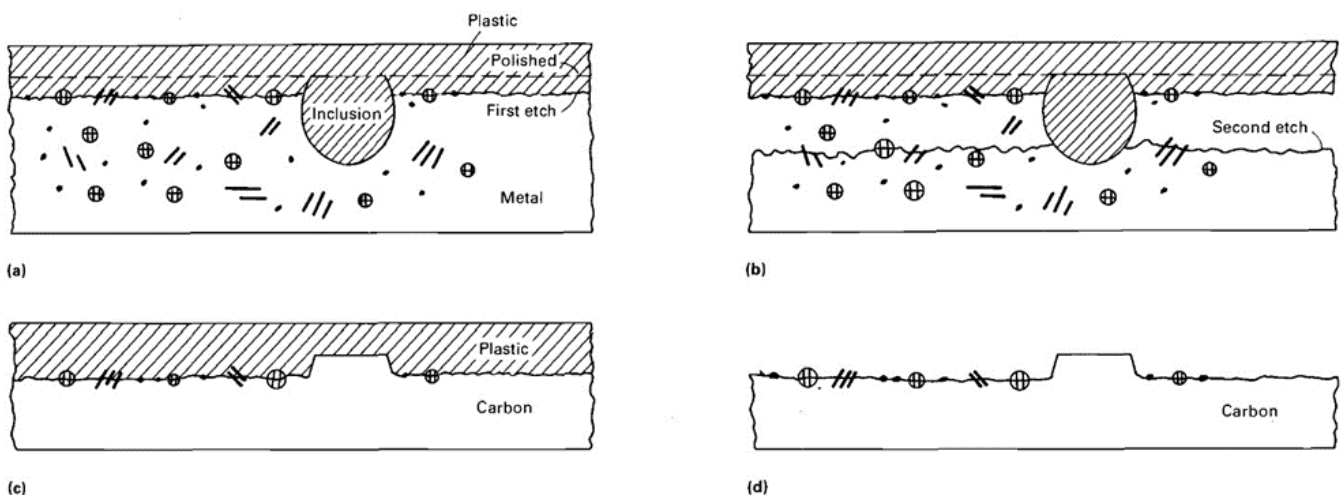 Plastic
Polished
First etch
Inclusion
Metal
(a)
Second etch
(b)
Plastic
Carbon
(c)
Carbon
(d)